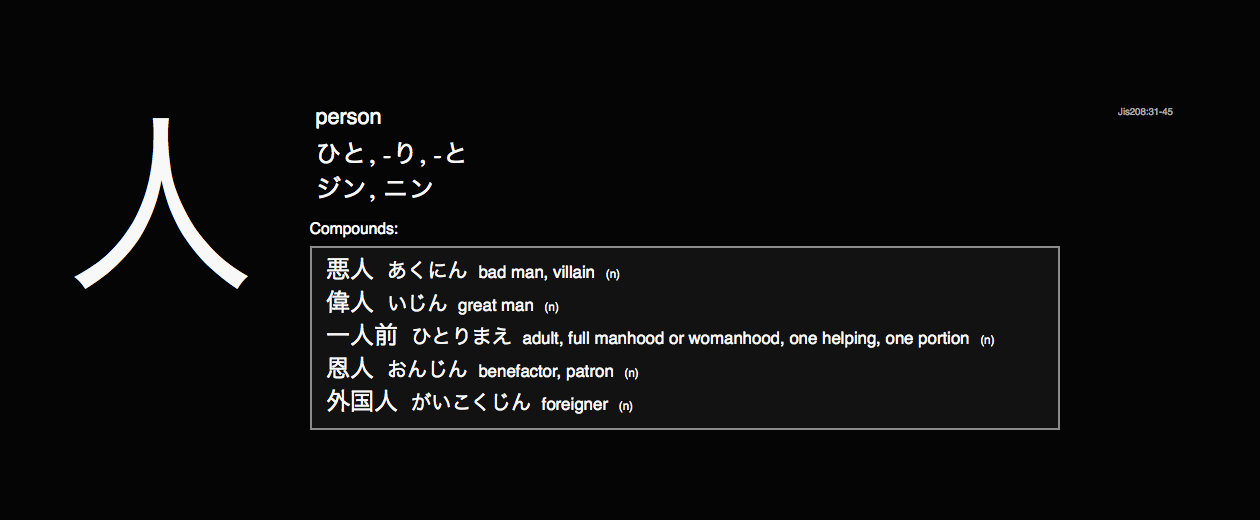 人
person
ひと, -り, -と
ジン, ニン
Jis208:31-45
Compounds:
悪人 あくにん bad man, villain (n)
偉人 いじん great man (n)
一人前 ひとりまえ adult, full manhood or womanhood, one helping, one portion (n)
恩人 おんじん benefactor, patron (n)
外国人 がいこくじん foreigner (n)